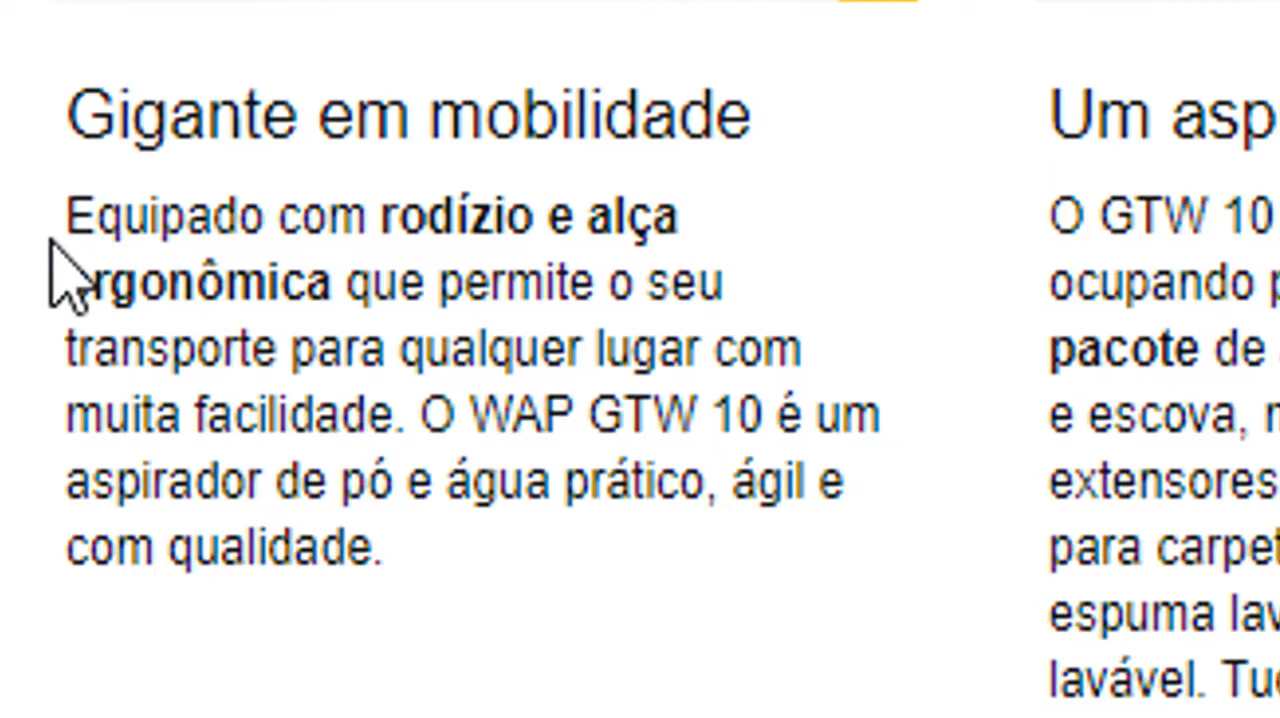 Gigante em mobilidade
Equipado com rodízio e alça
ergonômica que permite o seu
transporte para qualquer lugar com
muita facilidade. O WAP GTW 10 é um
aspirador de pó e água prático, ágil e
com qualidade.
Um asp
O GTW 10
ocupando p
pacote de
e escova,
extensores
para carpet
espuma lav
lavável. Tud